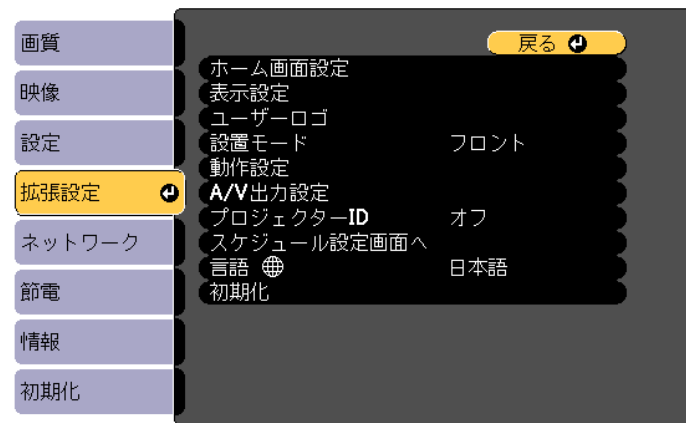 画質
映像
設定
拡張設定
ネットワーク
節電
情報
初期化
戻る
ホーム画面設定
表示設定
ユーザーロゴ
設置モード フロント
動作設定
A/V出力設定
プロジェクターID オフ
スケジュール設定画面へ
言語 日本語
初期化